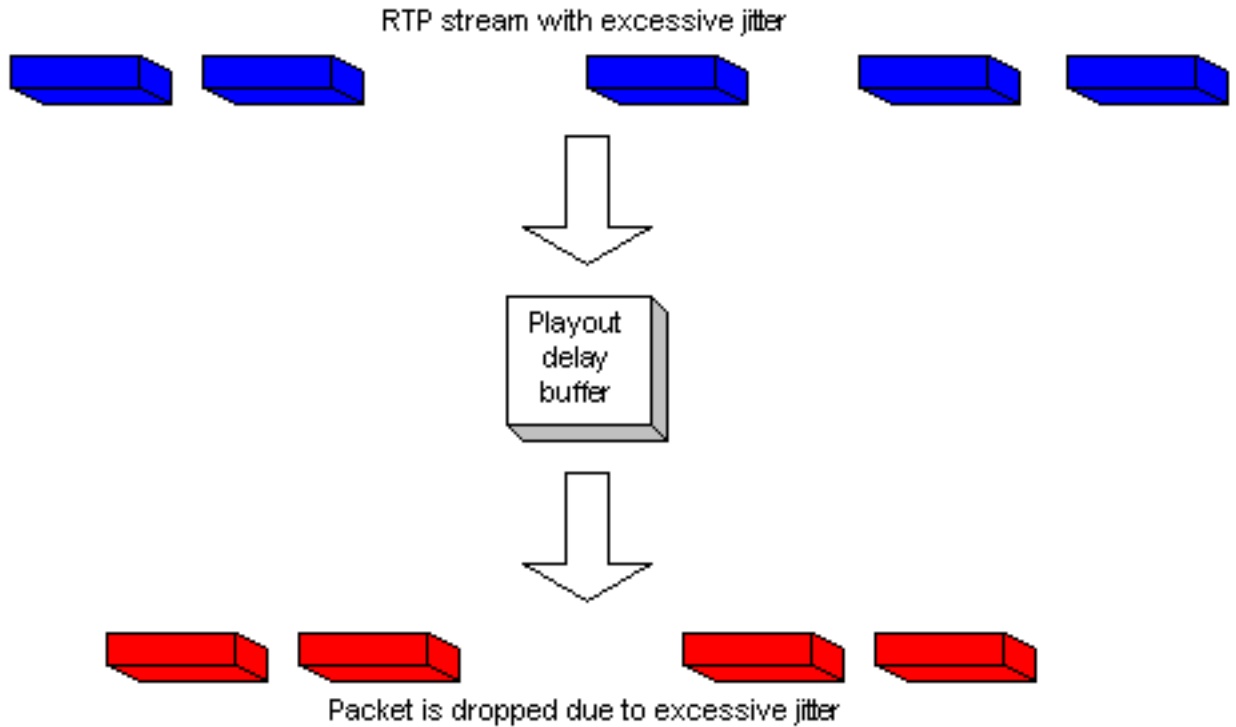 RTP stream with excessive jitter
Playout
delay
buffer
Packet is dropped due to excessive jitter